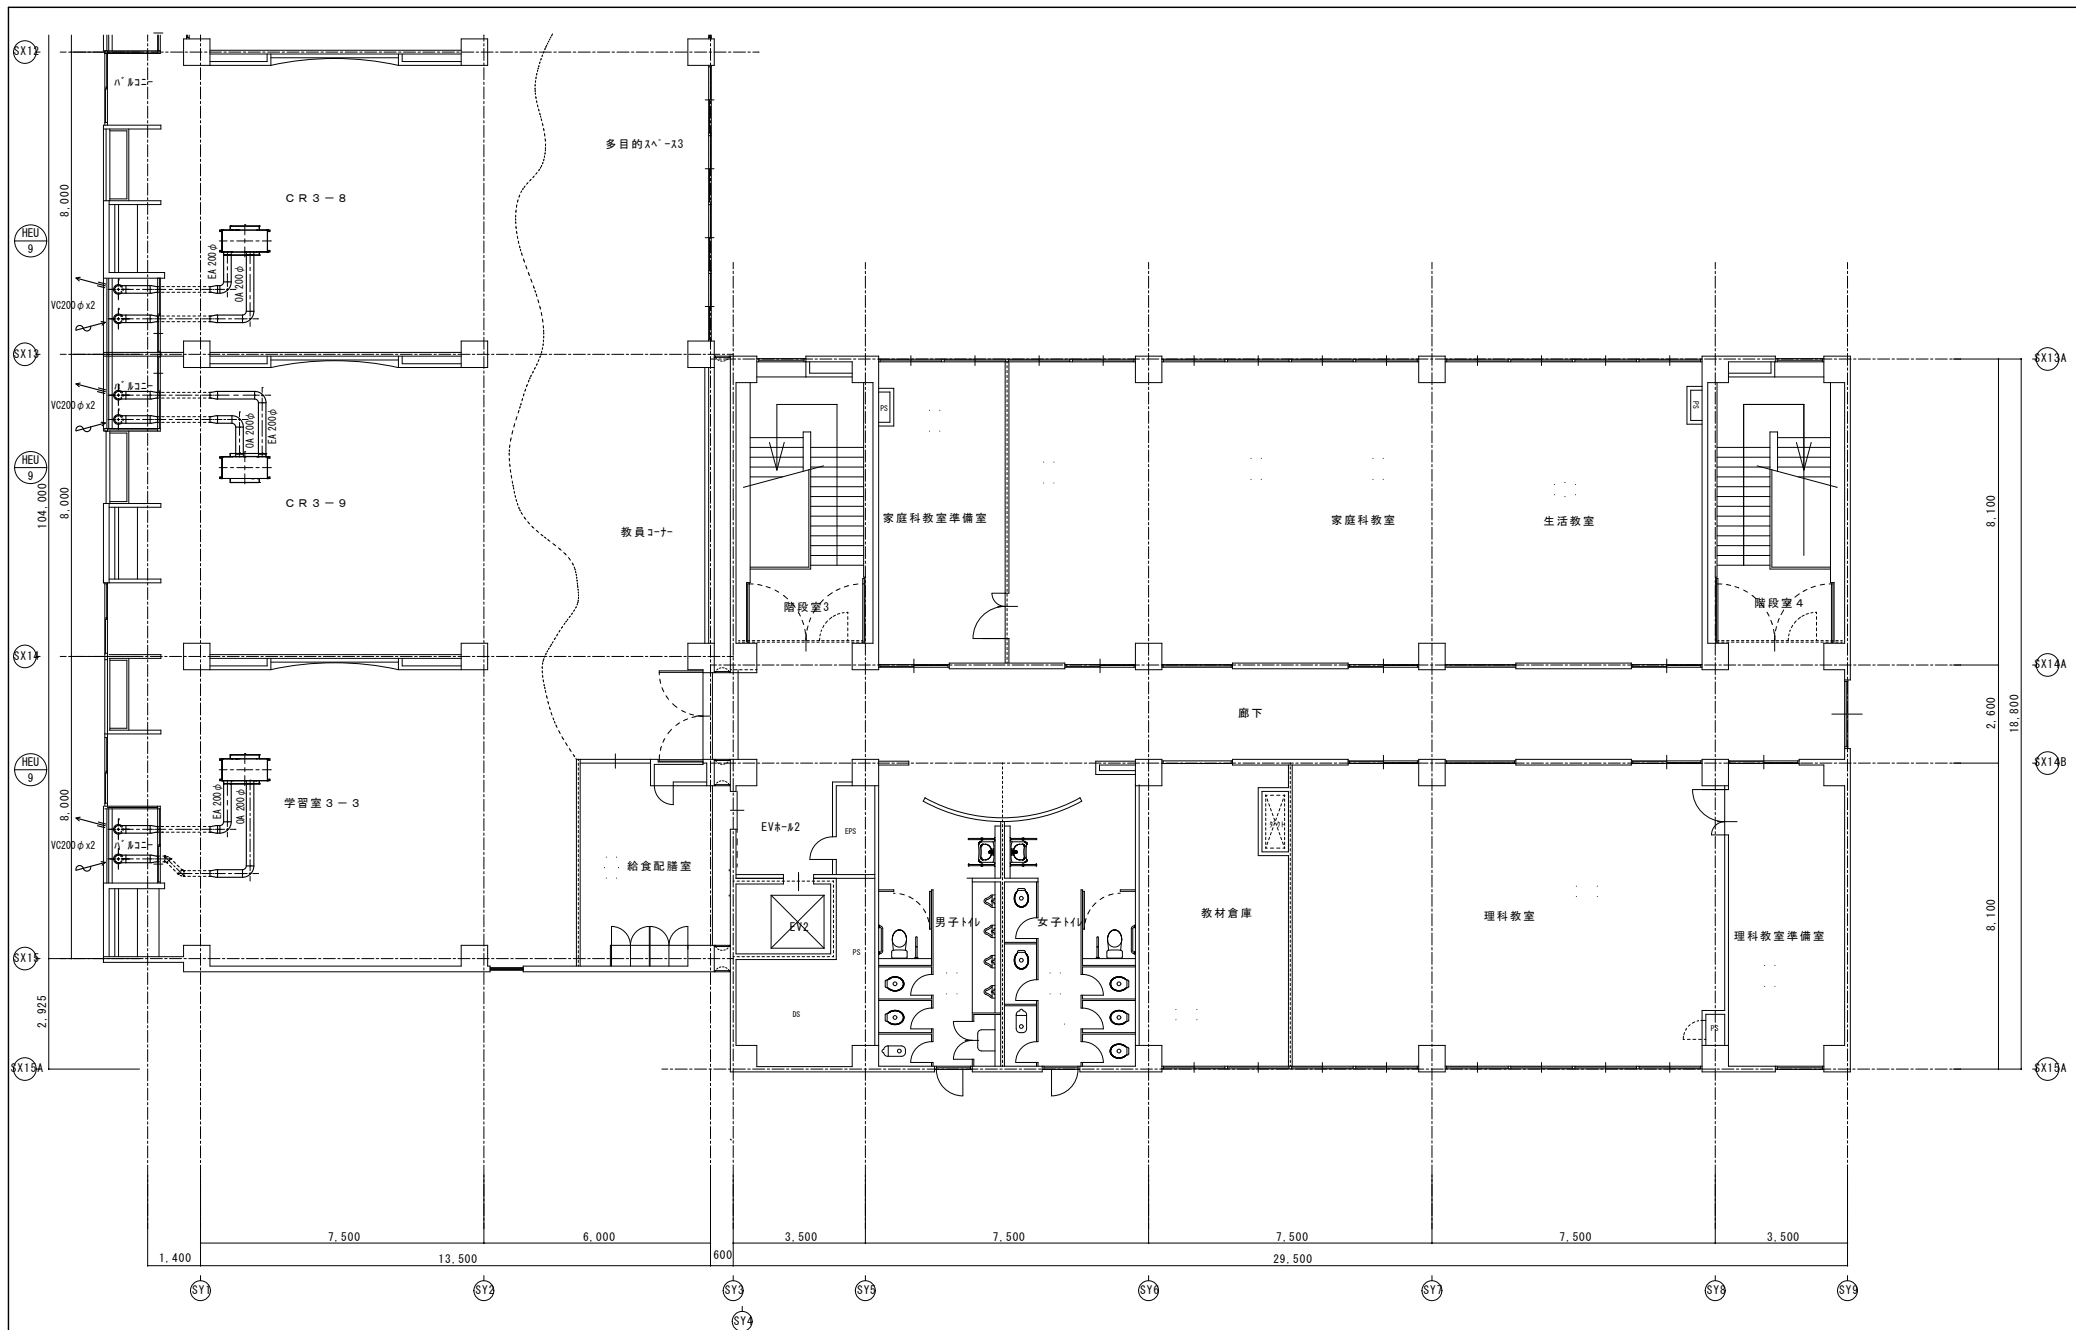 SX12
バルコニー
多目的スペース3
8,000
CR3-8
HEU
9
EA 200φ
OA 200φ
VC200φx2
SX13
SX13A
バルコニー
VC200φx2
OA 200φ
EA 200φ
PS
PS
HEU
9
104,000
8,000
CR3-9
教員コーナー
家庭科教室準備室
家庭科教室
生活教室
8,100
階段室3
階段室4
SX14
SX14A
廊下
2,600
18,800
HEU
9
SX14B
8,000
学習室3-3
EA 200φ
OA 200φ
VC200φx2
バルコニー
EVホール2
EPS
給食配膳室
EV2
男子トイレ
女子トイレ
教材倉庫
理科教室
理科教室準備室
8,100
PS
SX15
2,925
DS
PS
SX15A
SX15A
7,500
6,000
3,500
7,500
7,500
7,500
3,500
1,400
13,500
600
29,500
SY1
SY2
SY3
SY5
SY6
SY7
SY8
SY9
SY4